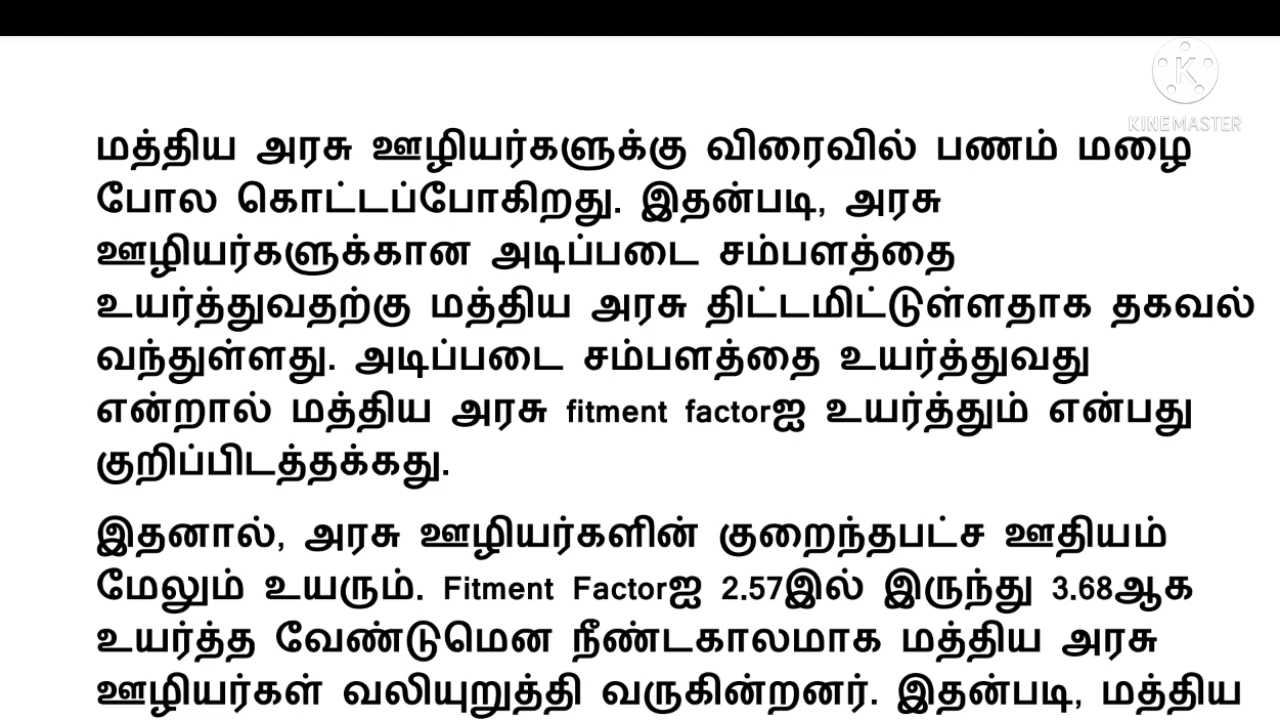 KINEMASTER
மத்திய அரசு ஊழியர்களுக்கு விரைவில் பணம் மழை
போல கொட்டப்போகிறது. இதன்படி, அரசு
ஊழியர்களுக்கான அடிப்படை சம்பளத்தை
உயர்த்துவதற்கு மத்திய அரசு திட்டமிட்டுள்ளதாக தகவல்
வந்துள்ளது. அடிப்படை சம்பளத்தை உயர்த்துவது
என்றால் மத்திய அரசு fitment factorஐ உயர்த்தும் என்பது
குறிப்பிடத்தக்கது.
இதனால், அரசு ஊழியர்களின் குறைந்தபட்ச ஊதியம்
மேலும் உயரும். Fitment Factorஐ 2.57இல் இருந்து 3.68ஆக
உயர்த்த வேண்டுமென நீண்டகாலமாக மத்திய அரசு
ஊழியர்கள் வலியுறுத்தி வருகின்றனர். இதன்படி, மத்திய